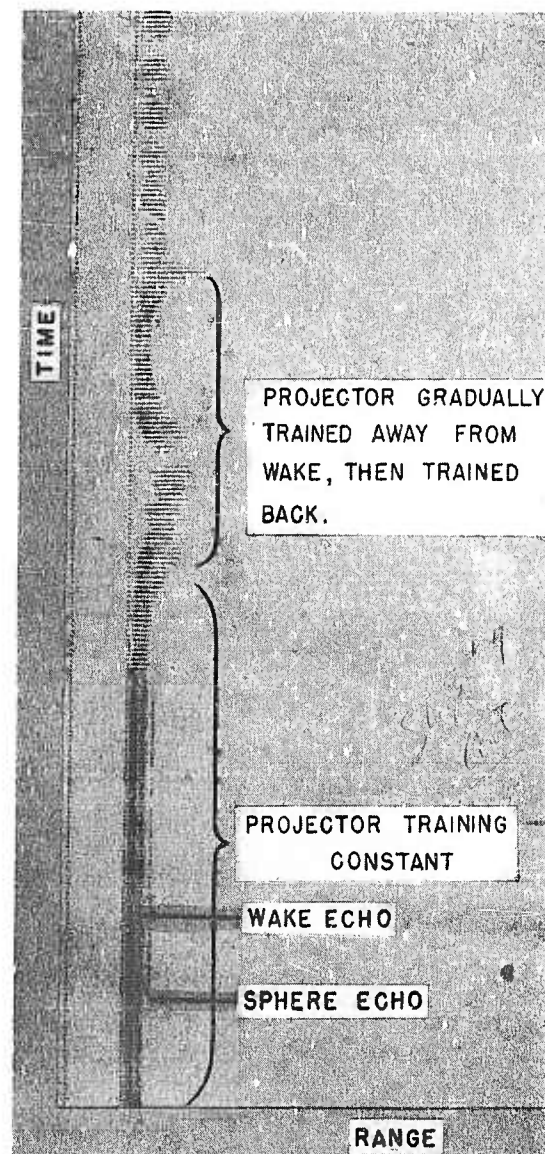 TIME
PROJECTOR GRADUALLY
TRAINED AWAY FROM
WAKE, THEN TRAINED
BACK.
PROJECTOR TRAINING
CONSTANT
WAKE ECHO
SPHERE ECHO
RANGE